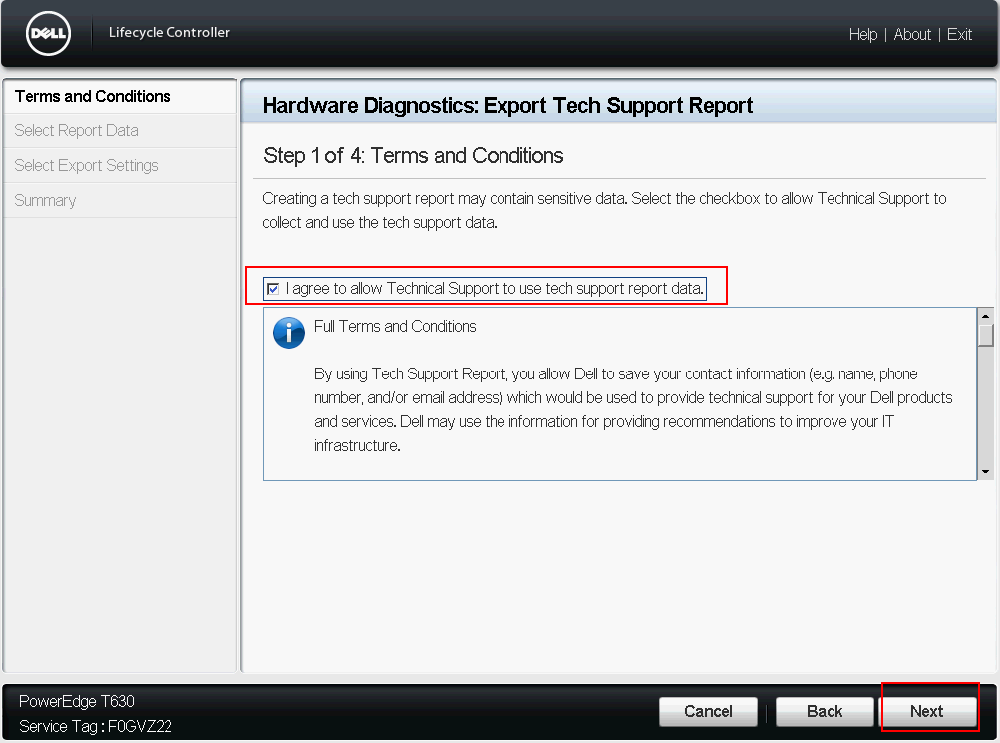 DELL
Lifecycle Controller
Help | About | Exit
Terms and Conditions
Select Report Data
Select Export Settings
Summary
Hardware Diagnostics: Export Tech Support Report
Step 1 of 4: Terms and Conditions
Creating a tech support report may contain sensitive data. Select the checkbox to allow Technical Support to
collect and use the tech support data.
I agree to allow Technical Support to use tech support report data.
Full Terms and Conditions
By using Tech Support Report, you allow Dell to save your contact information (e.g. name, phone
number, and/or email address) which would be used to provide technical support for your Dell products
and services. Dell may use the information for providing recommendations to improve your IT
infrastructure.
PowerEdge T630
Service Tag : F0GVZ22
Cancel
Back
Next